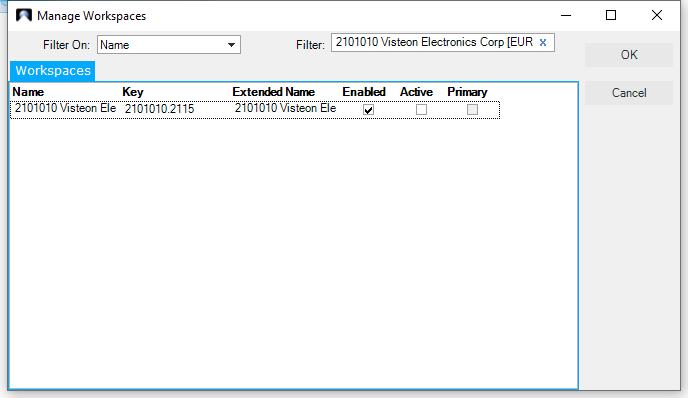 Manage Workspaces
Filter On: Name Filter: 2101010 Visteon Electronics Corp [EUR x
OK
Workspaces
Cancel
Name Key Extended Name Enabled Active Primary
2101010 Visteon Ele 2101010.2115 2101010 Visteon Ele